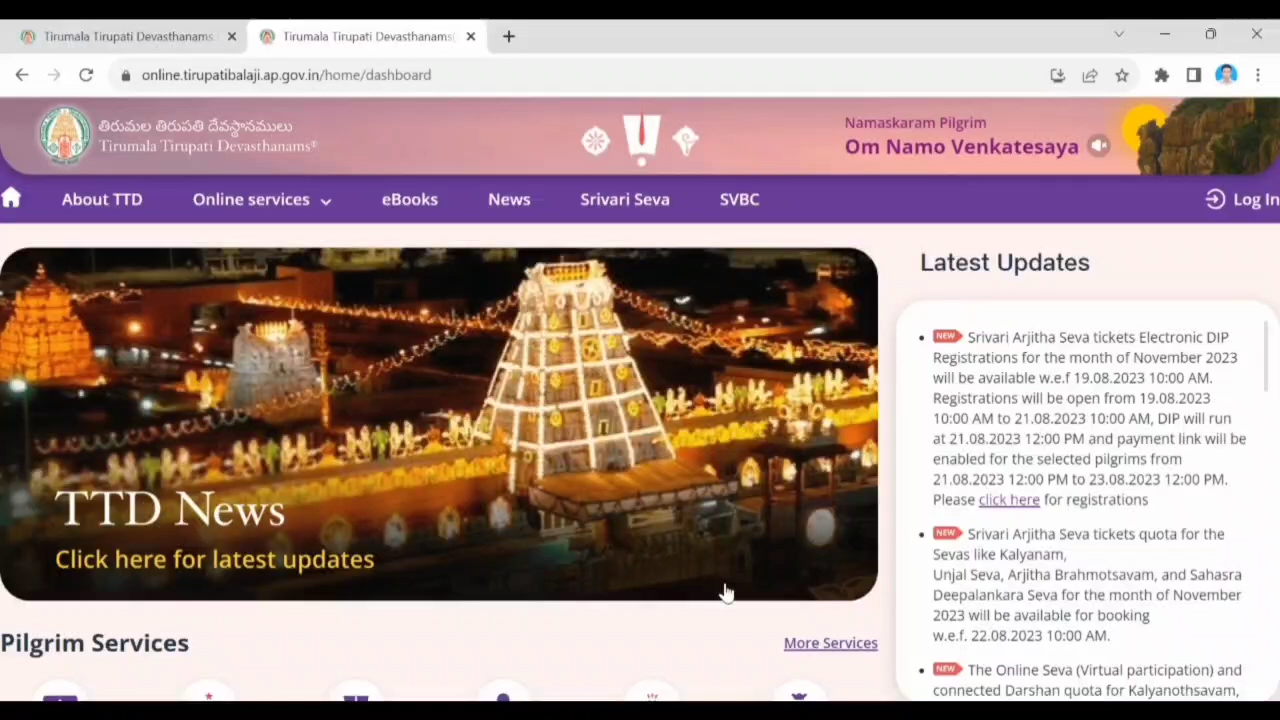 Tirumala Tirupati Devasthanams
Tirumala Tirupati Devasthanams
online.tirupatibalaji.ap.gov.in/home/dashboard
తిరుమల తిరుపతి దేవస్థానములు
Tirumala Tirupati Devasthanams®
Namaskaram Pilgrim
Om Namo Venkatesaya
About TTD
Online services
eBooks
News
Srivari Seva
SVBC
Log In
TTD News
Click here for latest updates
Pilgrim Services
More Services
Latest Updates
NEW Srivari Arjitha Seva tickets Electronic DIP
Registrations for the month of November 2023
will be available w.e.f 19.08.2023 10:00 AM.
Registrations will be open from 19.08.2023
10:00 AM to 21.08.2023 10:00 AM, DIP will run
at 21.08.2023 12:00 PM and payment link will be
enabled for the selected pilgrims from
21.08.2023 12:00 PM to 23.08.2023 12:00 PM.
Please click here for registrations
NEW Srivari Arjitha Seva tickets quota for the
Sevas like Kalyanam,
Unjal Seva, Arjitha Brahmotsavam, and Sahasra
Deepalankara Seva for the month of November
2023 will be available for booking
w.e.f. 22.08.2023 10:00 AM.
NEW The Online Seva (Virtual participation) and
connected Darshan quota for Kalyanothsavam,